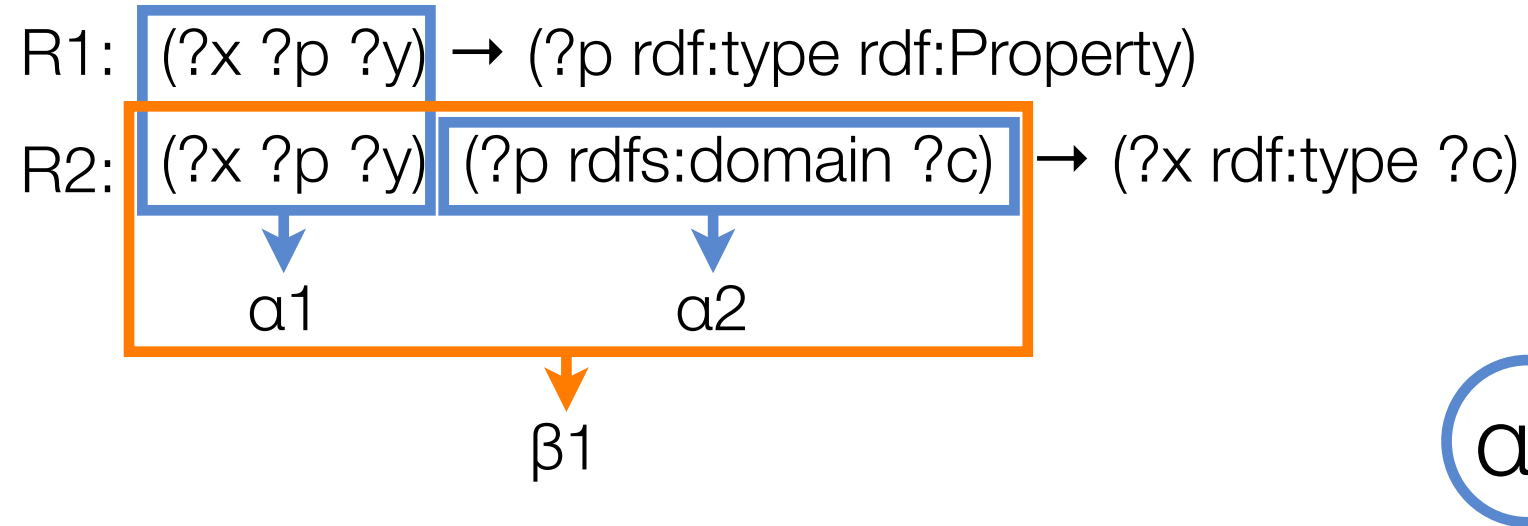 R1: (?x ?p ?y) → (?p rdf:type rdf:Property)
R2: (?x ?p ?y) (?p rdfs:domain ?c) → (?x rdf:type ?c)
α1 α2
β1
α